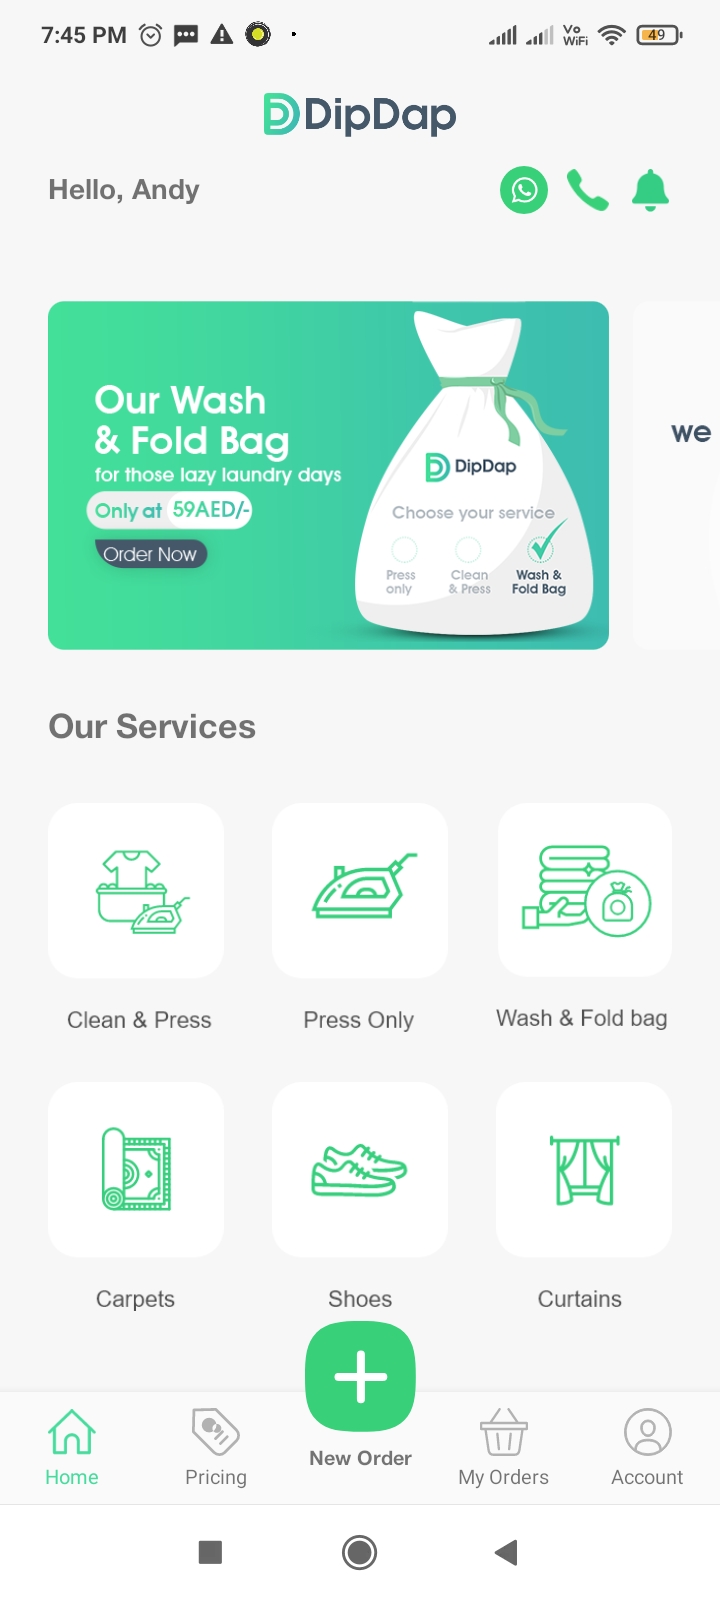 7:45 PM
Vo
WiFi
49
DipDap
Hello, Andy
Our Wash
& Fold Bag
for those lazy laundry days
Only at 59AED/-
Order Now
DipDap
Choose your service
Press
only
Clean
& Press
Wash &
Fold Bag
we
Our Services
Clean & Press
Press Only
Wash & Fold bag
Carpets
Shoes
Curtains
Home
Pricing
New Order
My Orders
Account